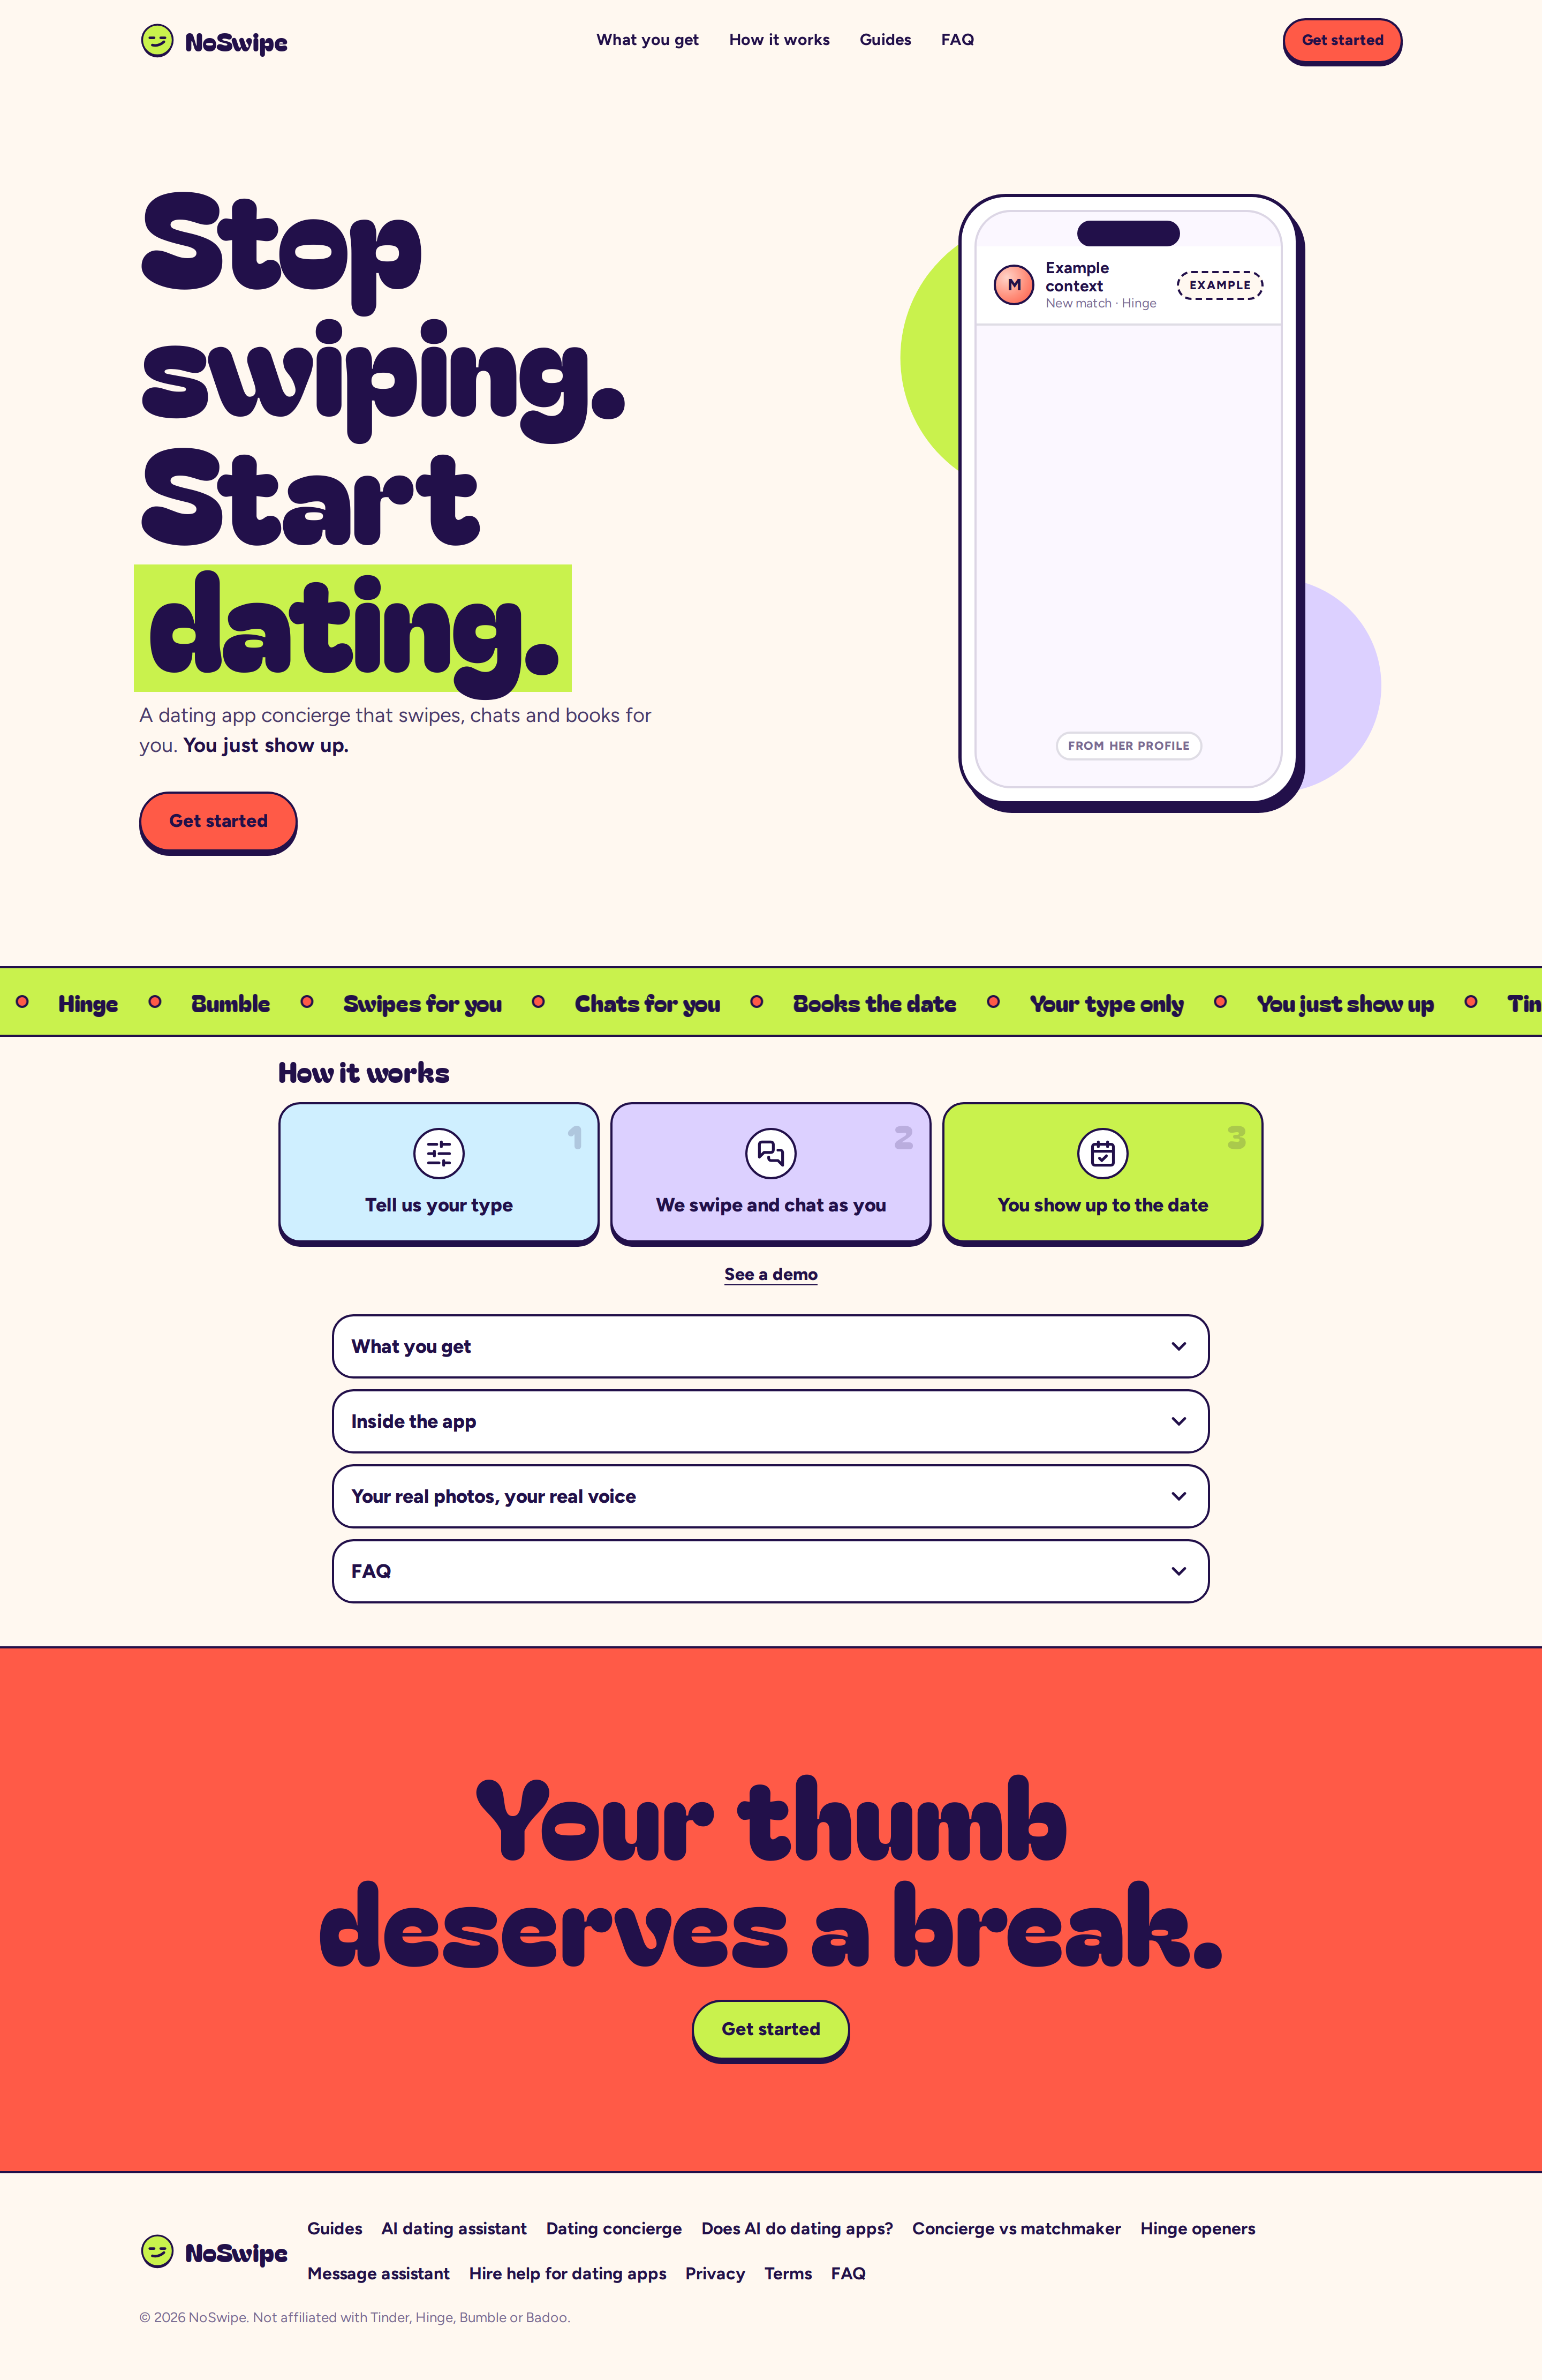 NoSwipe
What you get
How it works
Guides
FAQ
Get started
Stop
swiping.
Start
dating.
A dating app concierge that swipes, chats and books for
you. You just show up.
Get started
M
Example
context
New match · Hinge
EXAMPLE
FROM HER PROFILE
Hinge
Bumble
Swipes for you
Chats for you
Books the date
Your type only
You just show up
Tin
How it works
1
Tell us your type
2
We swipe and chat as you
3
You show up to the date
See a demo
What you get
Inside the app
Your real photos, your real voice
FAQ
Your thumb
deserves a break.
Get started
NoSwipe
Guides AI dating assistant Dating concierge Does AI do dating apps? Concierge vs matchmaker Hinge openers
Message assistant Hire help for dating apps Privacy Terms FAQ
© 2026 NoSwipe. Not affiliated with Tinder, Hinge, Bumble or Badoo.